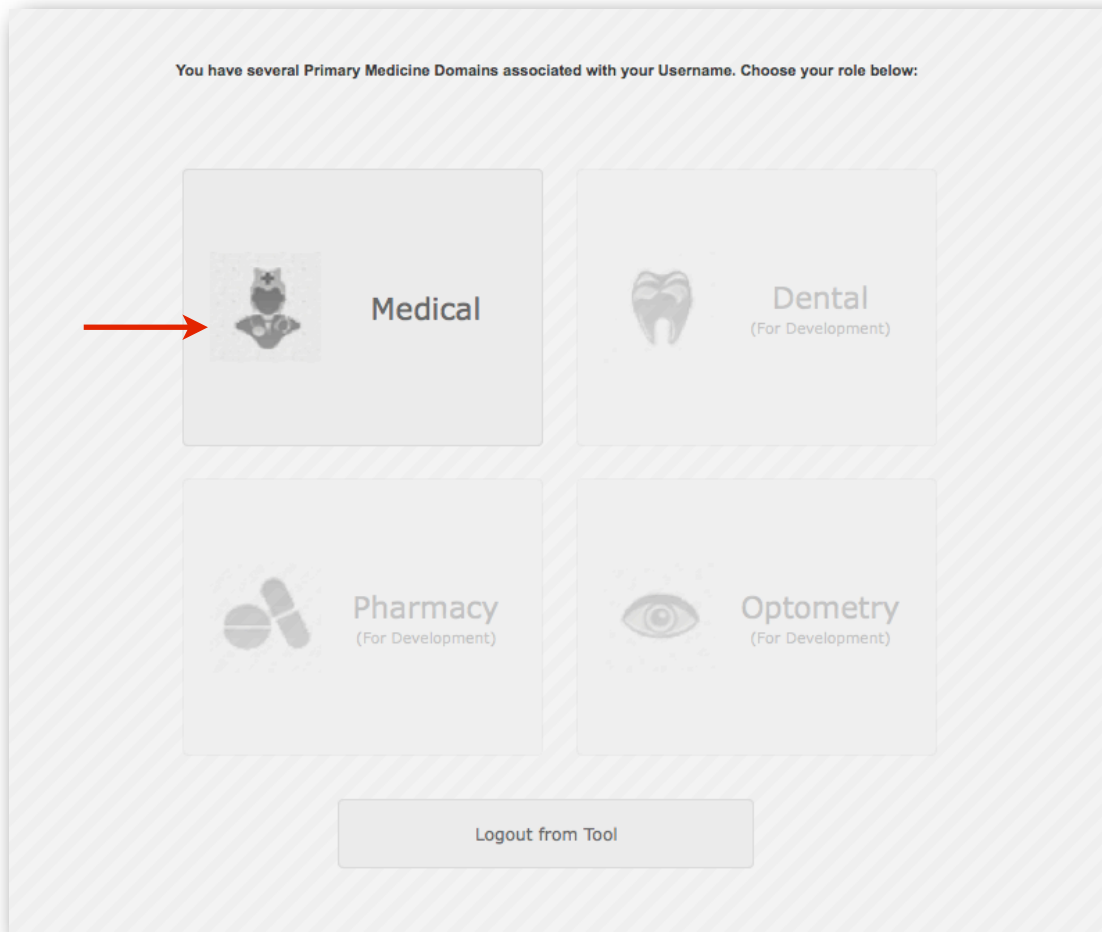 You have several Primary Medicine Domains associated with your Username. Choose your role below:
Medical
Dental
(For Development)
Pharmacy
(For Development)
Optometry
(For Development)
Logout from Tool